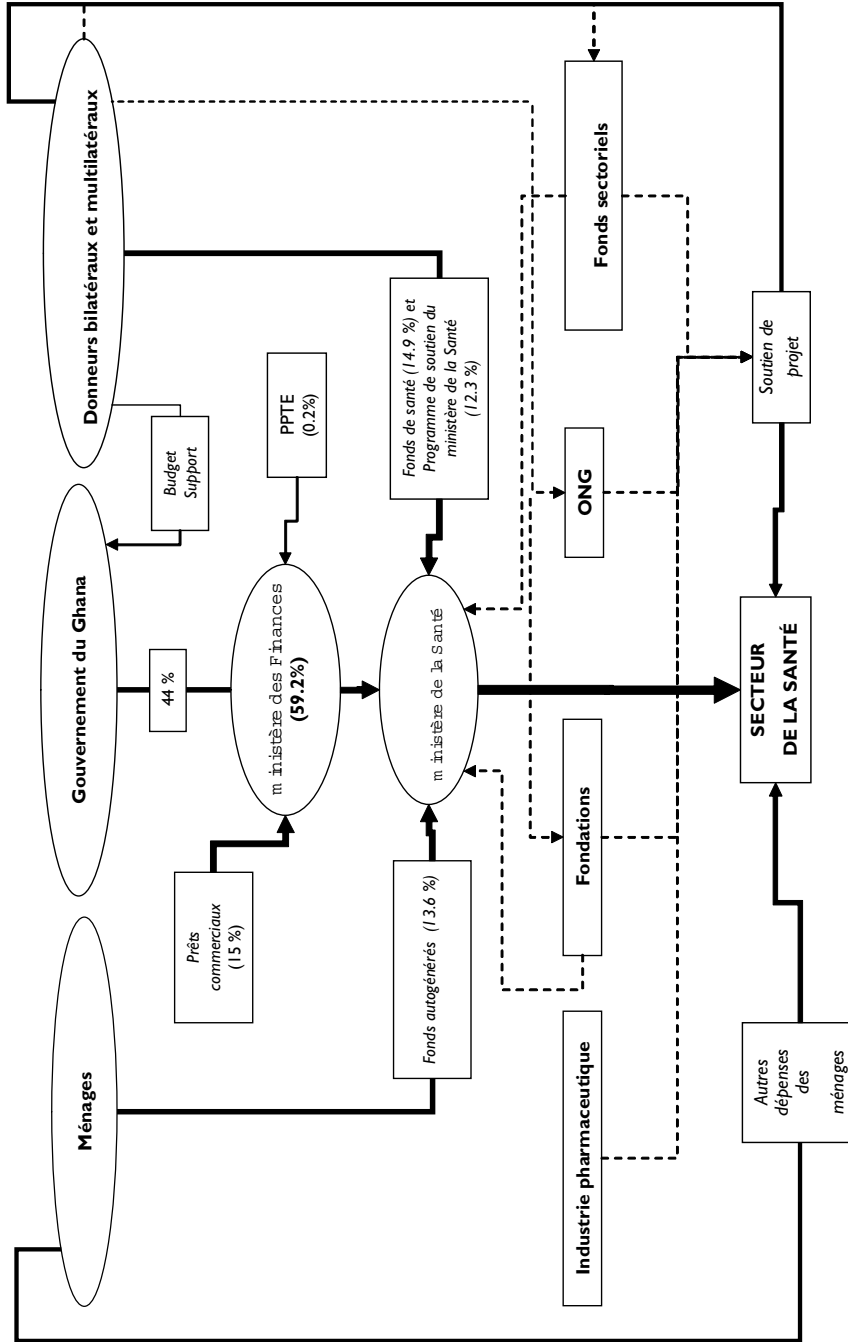 Ménages
Gouvernement du Ghana
Donneurs bilatéraux et multilatéraux
44 %
Budget
Support
Prêts
commerciaux
(15 %)
ministère des Finances
(59.2%)
PPTE
(0.2%)
Fonds autogénérés (13.6 %)
ministère de la Santé
Fonds de santé (14.9 %) et
Programme de soutien du
ministère de la Santé
(12.3 %)
Industrie pharmaceutique
Fondations
ONG
Fonds sectoriels
Autres
dépenses
des
ménages
SECTEUR
DE LA SANTÉ
Soutien de
projet